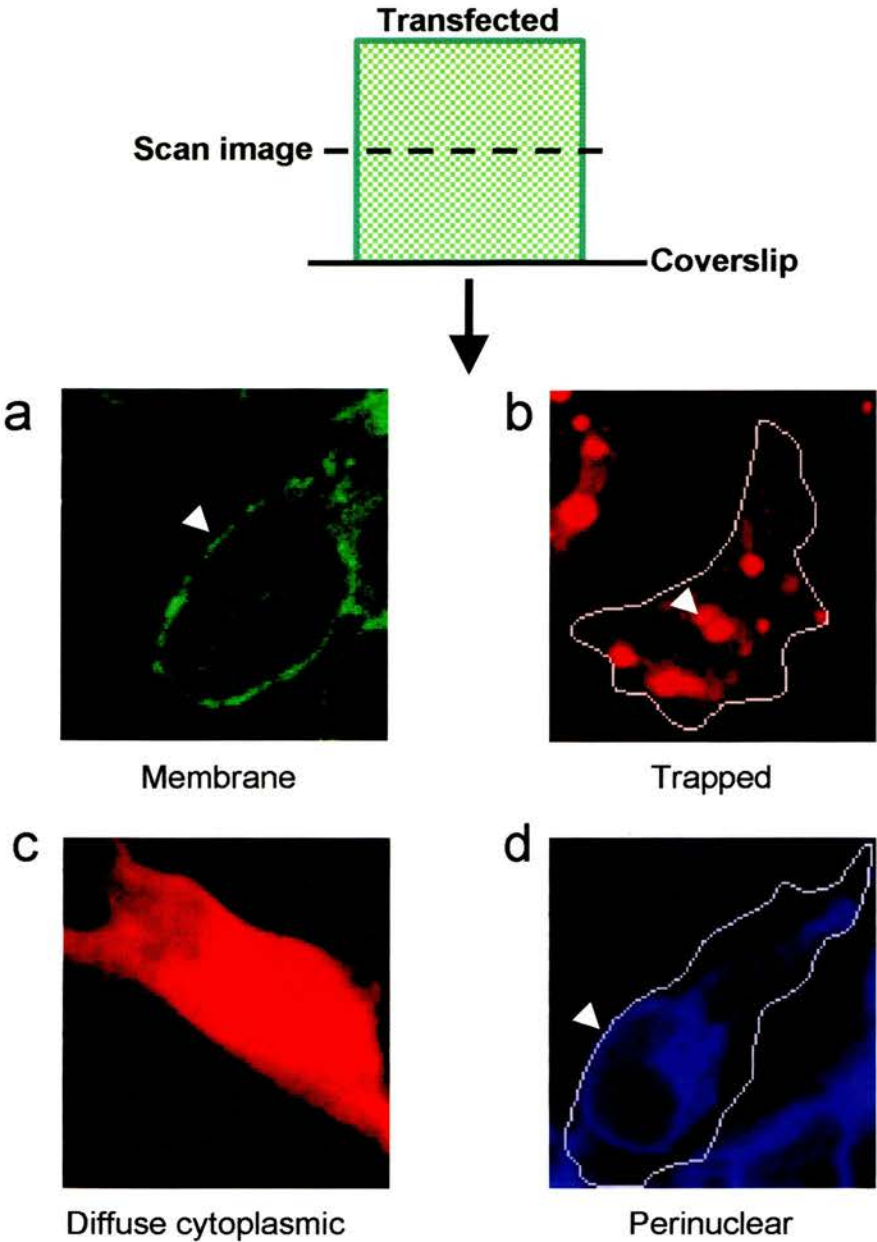 Transfected
Scan image
Coverslip
a
b
Membrane
Trapped
c
d
Diffuse cytoplasmic
Perinuclear